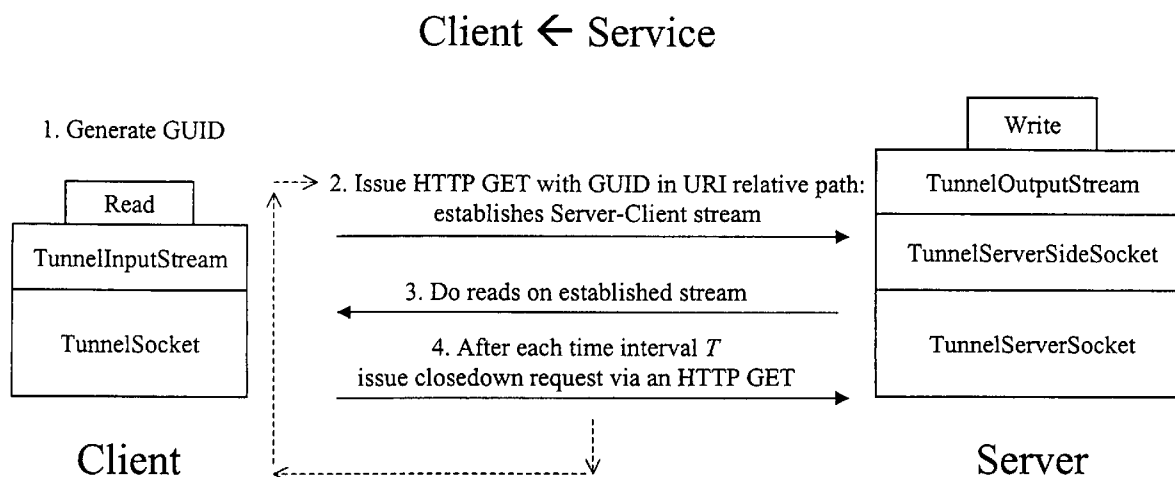 Client ← Service
1. Generate GUID
Read
TunnelInputStream
TunnelSocket
Client
2. Issue HTTP GET with GUID in URI relative path:
establishes Server-Client stream
3. Do reads on established stream
4. After each time interval T
issue closedown request via an HTTP GET
Write
TunnelOutputStream
TunnelServerSideSocket
TunnelServerSocket
Server